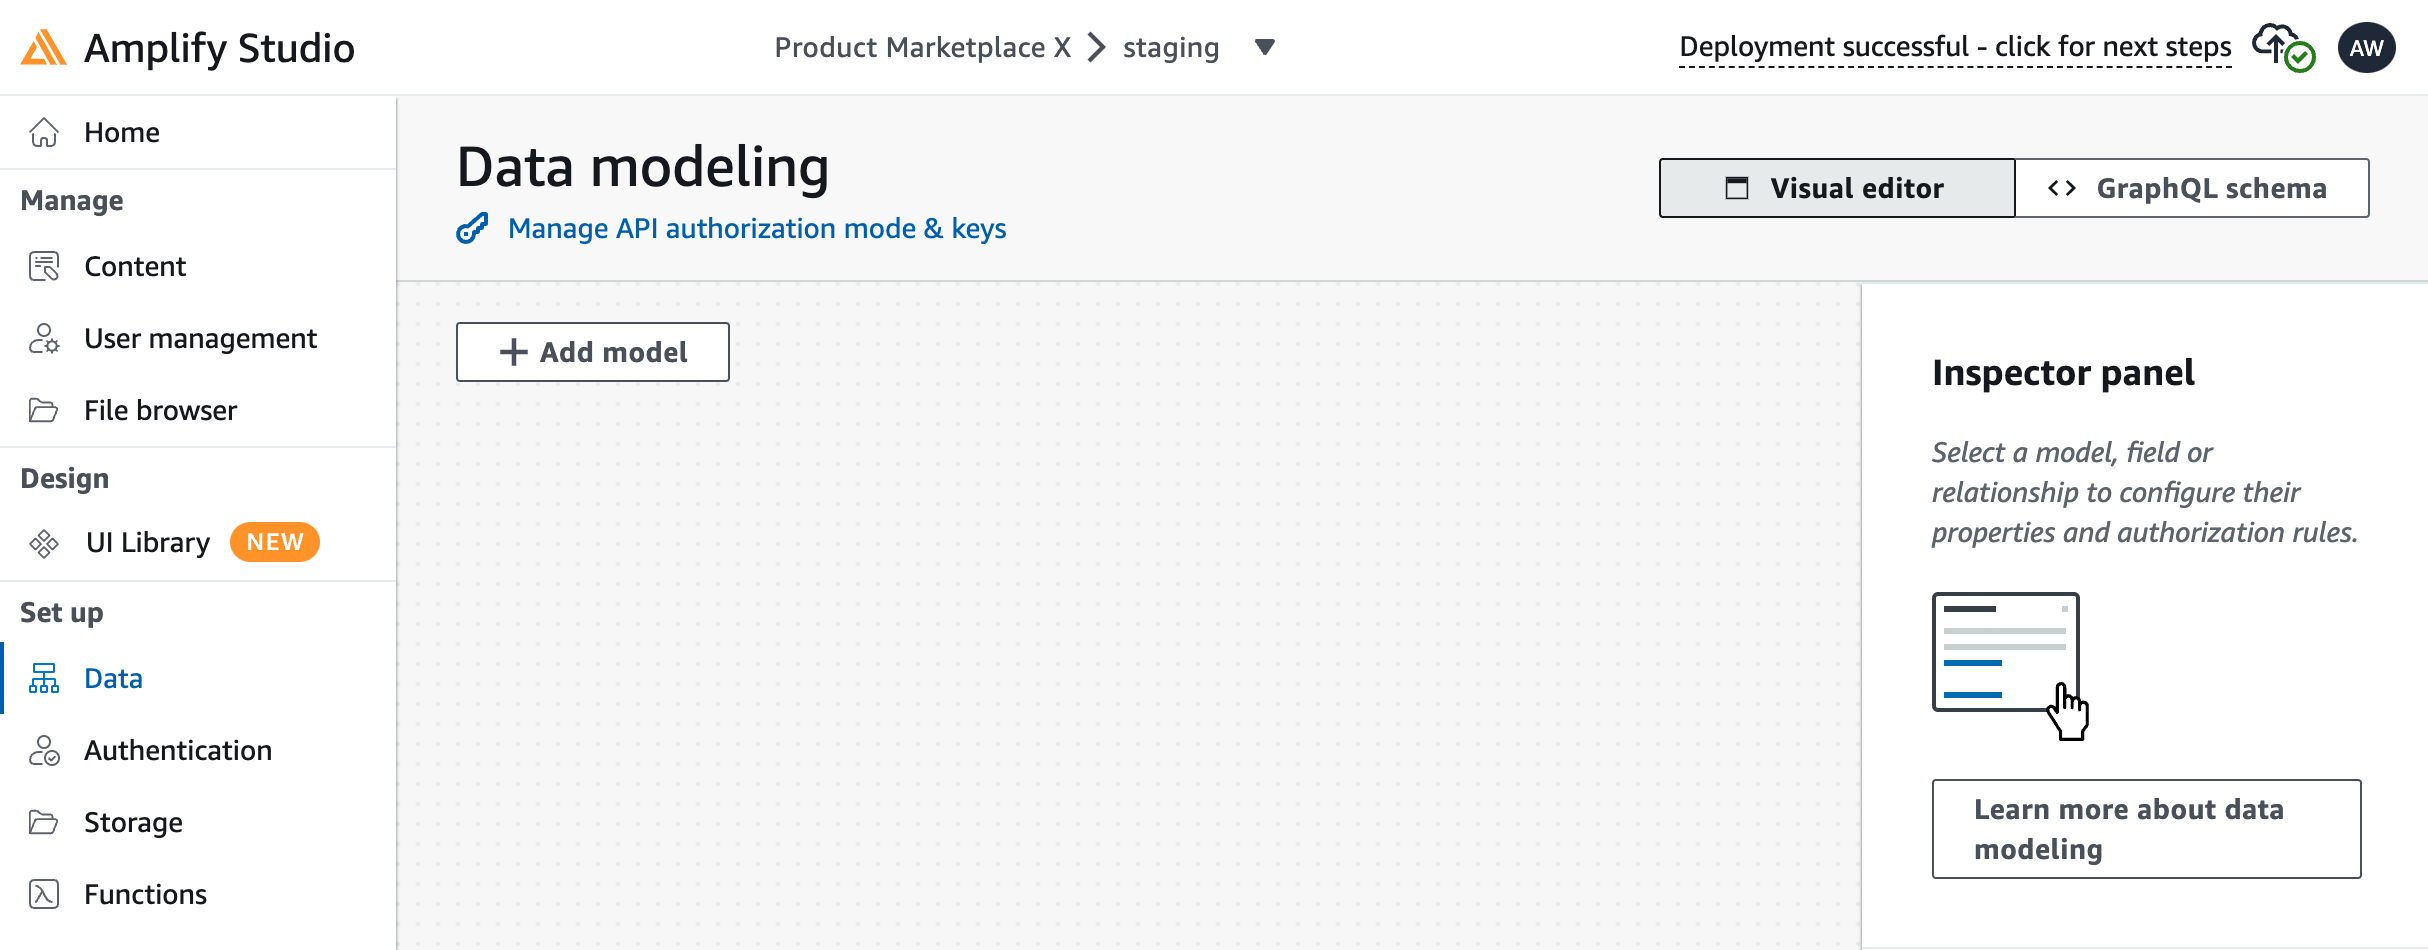 Amplify Studio
Product Marketplace X > staging
Deployment successful - click for next steps
AW
Home
Manage
Content
User management
File browser
Design
UI Library NEW
Set up
Data
Authentication
Storage
Functions
Data modeling
Manage API authorization mode & keys
Visual editor
<> GraphQL schema
+ Add model
Inspector panel
Select a model, field or
relationship to configure their
properties and authorization rules.
Learn more about data
modeling